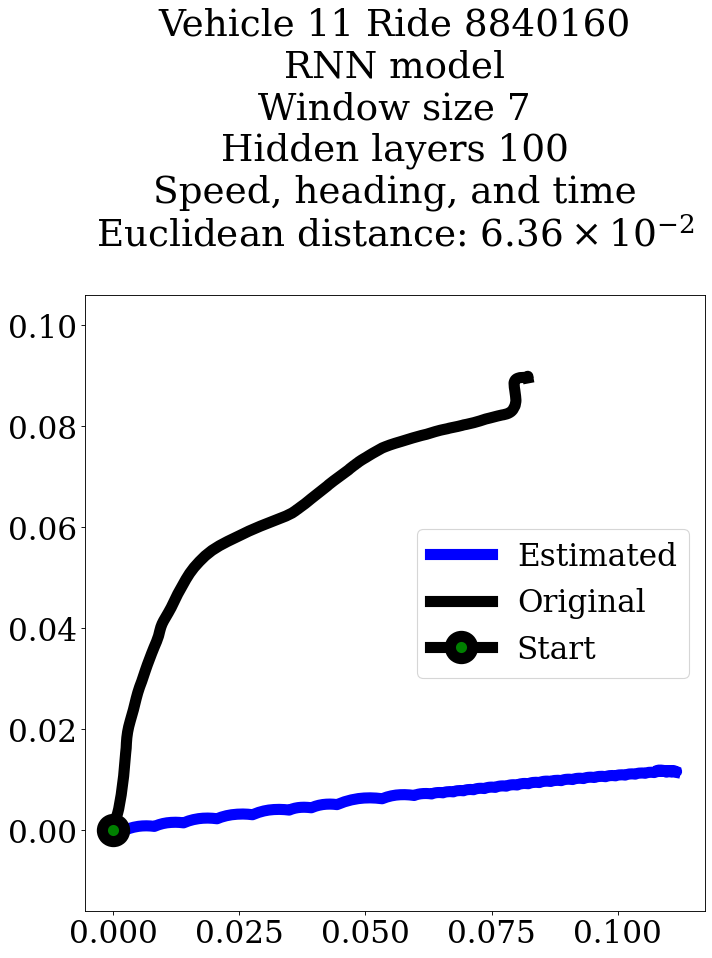 Vehicle 11 Ride 8840160
RNN model
Window size 7
Hidden layers 100
Speed, heading, and time
Euclidean distance: 6.36 × 10⁻²
0.10
0.08
0.06
0.04
0.02
0.00
Estimated
Original
Start
0.000 0.025 0.050 0.075 0.100